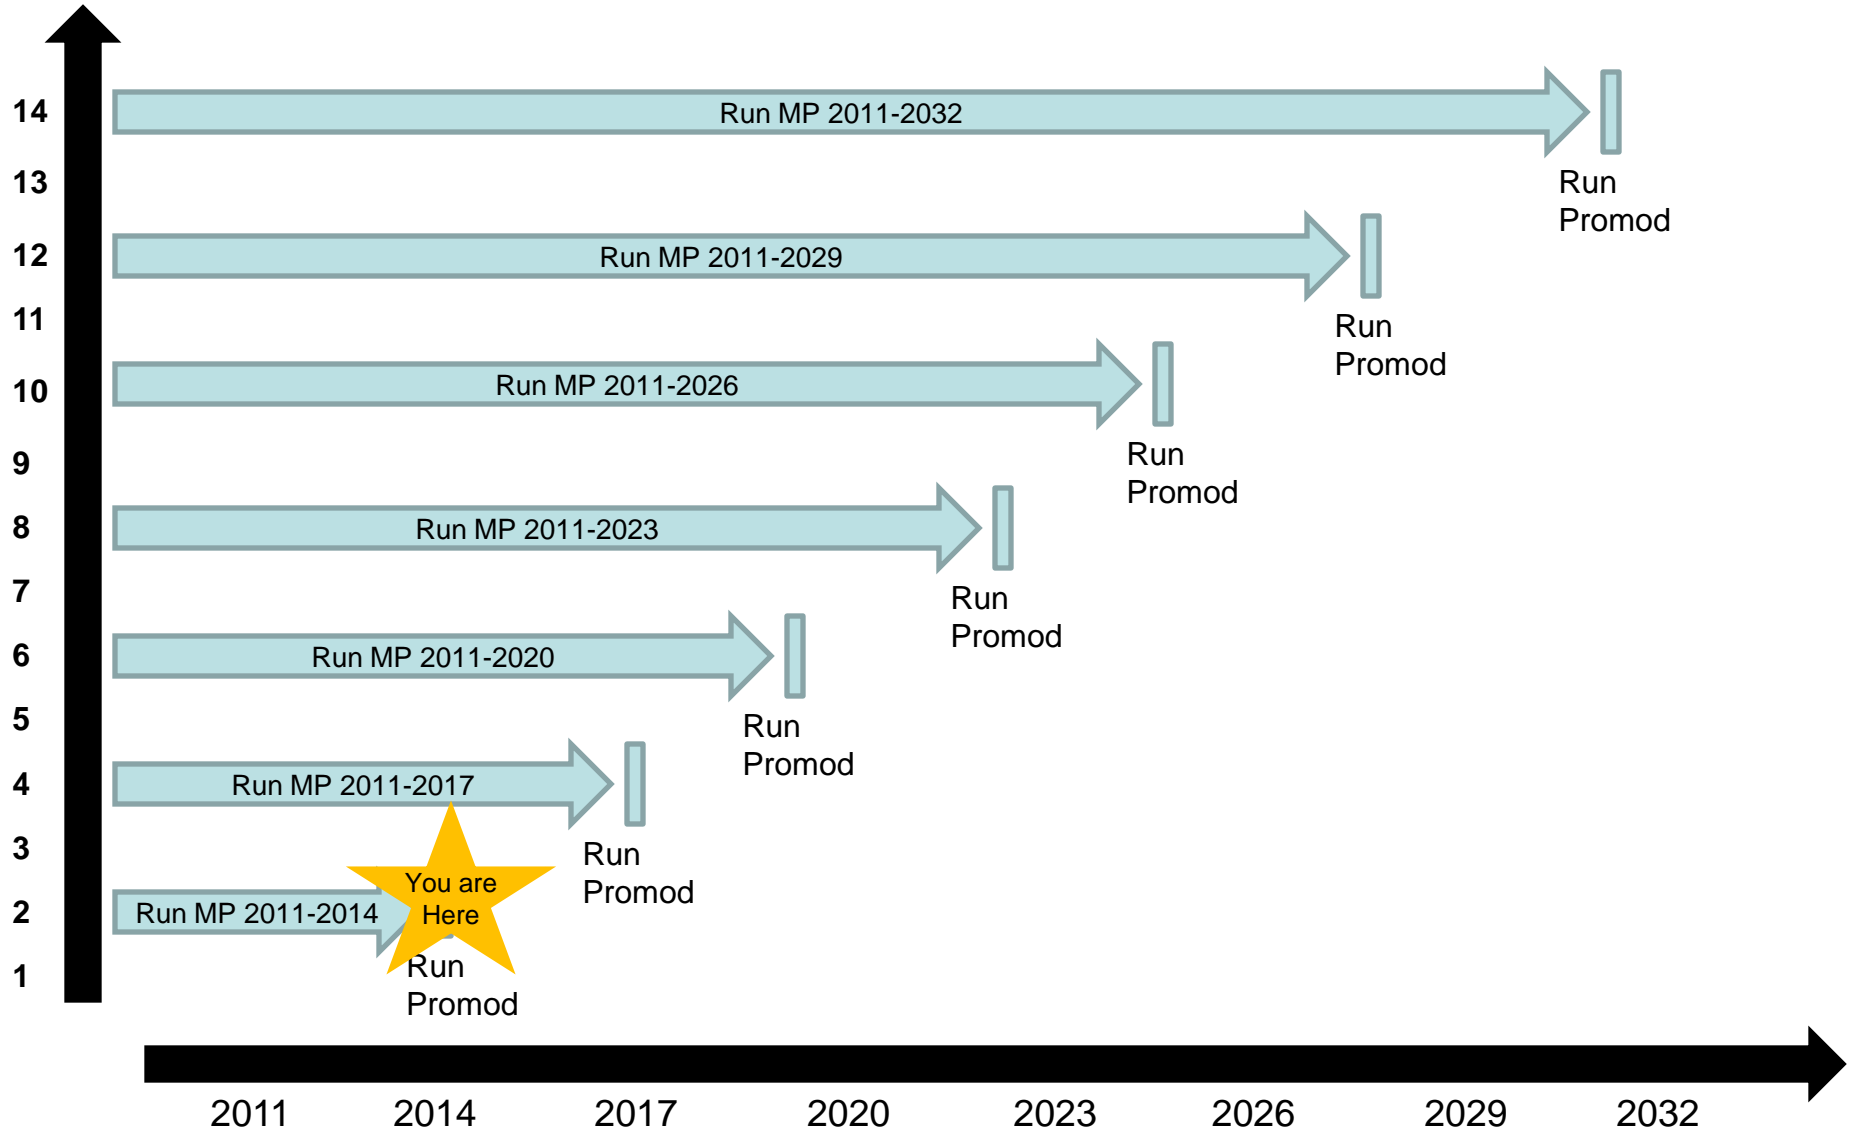 14
Run MP 2011-2032
13
Run
Promod
12
Run MP 2011-2029
11
Run
Promod
10
Run MP 2011-2026
9
Run
Promod
8
Run MP 2011-2023
7
Run
Promod
6
Run MP 2011-2020
5
Run
Promod
4
Run MP 2011-2017
3
Run
Promod
You are
Here
2
Run MP 2011-2014
1
Run
Promod
2011
2014
2017
2020
2023
2026
2029
2032